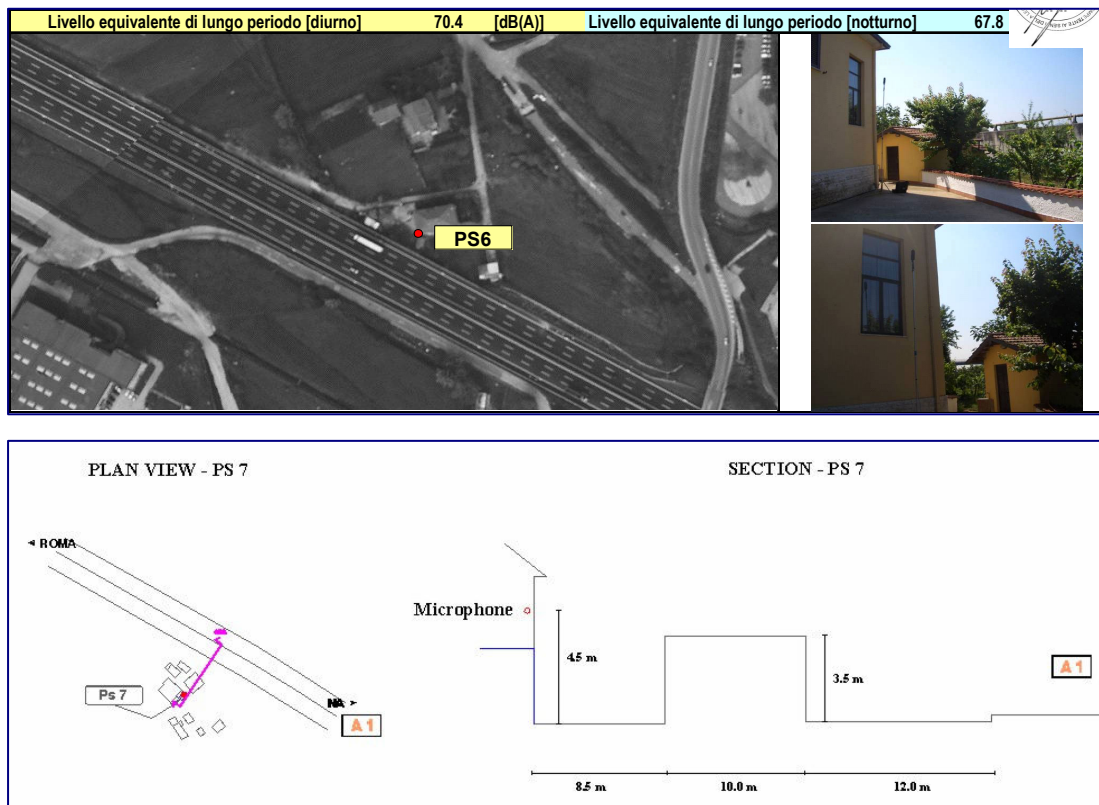 Livello equivalente di lungo periodo [diurno] 70.4 [dB(A)] Livello equivalente di lungo periodo [notturno] 67.8
PS6
PLAN VIEW - PS 7
SECTION - PS 7
ROMA
Microphone
4.5 m
3.5 m
A 1
Ps 7
NA
A 1
8.5 m 10.0 m 12.0 m